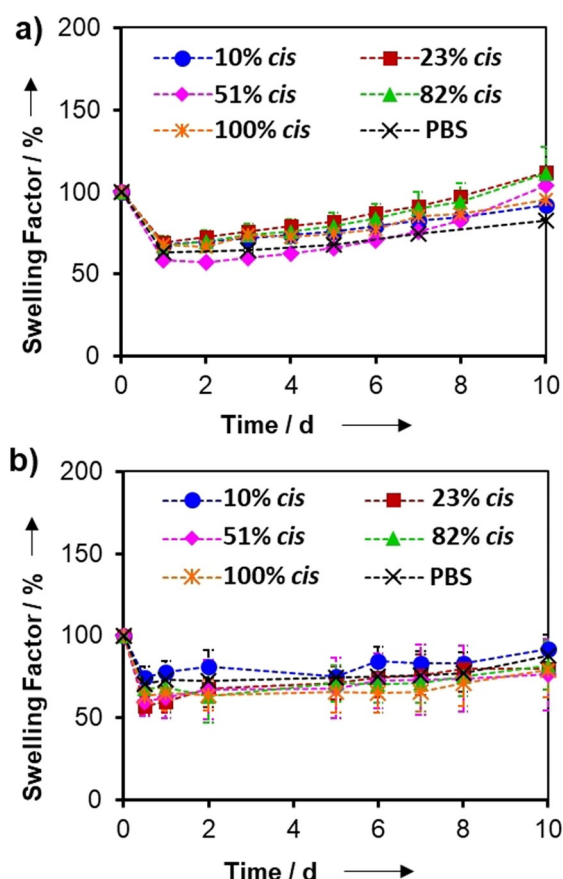 a)
200
150
100
50
0
10% cis 23% cis
51% cis 82% cis
100% cis PBS
Swelling Factor / % →
0 2 4 6 8 10
Time / d →
b)
200
150
100
50
0
10% cis 23% cis
51% cis 82% cis
100% cis PBS
Swelling Factor / % →
0 2 4 6 8 10
Time / d →